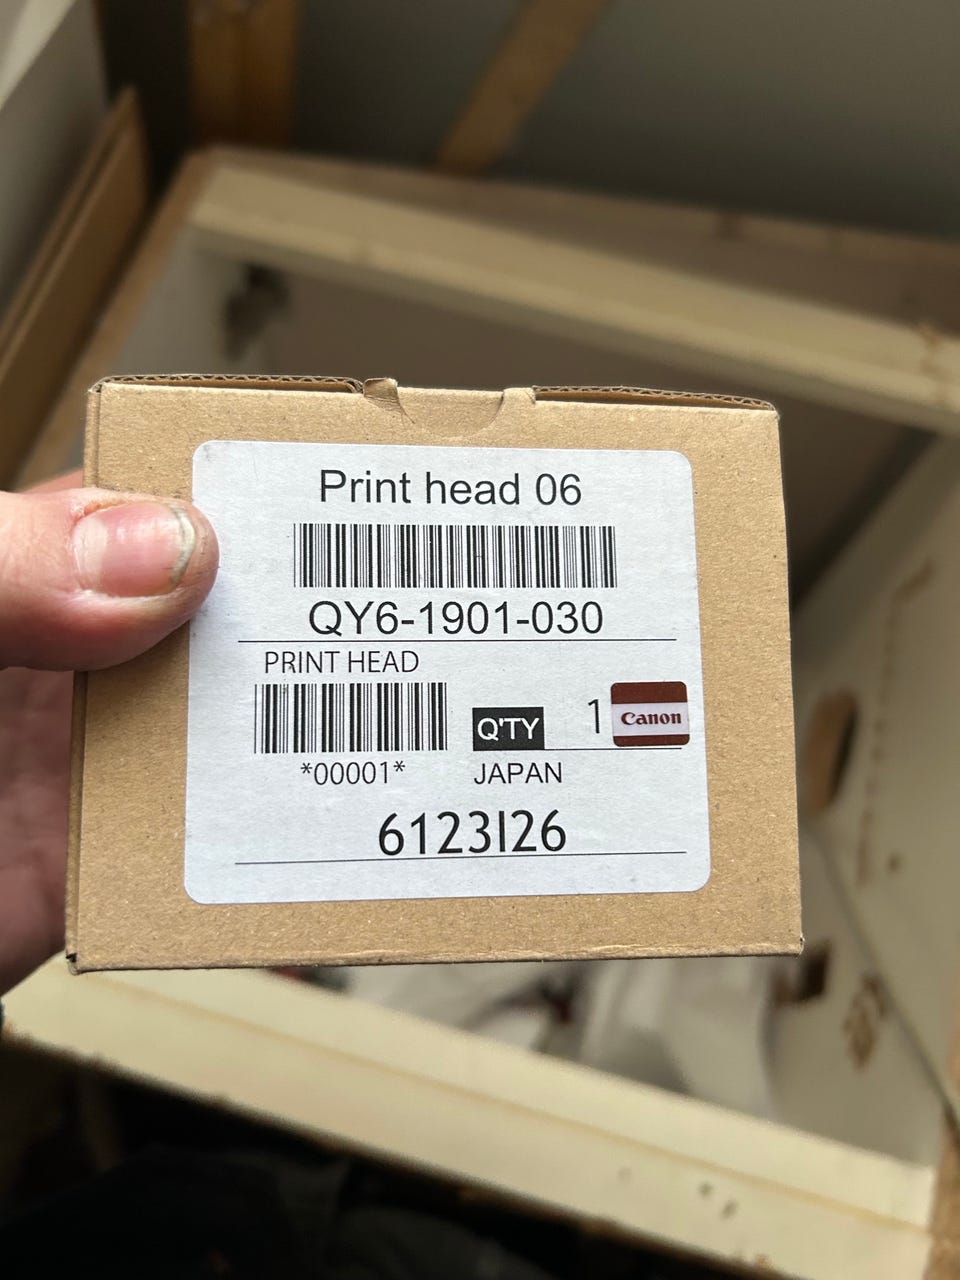 Print head 06
QY6-1901-030
PRINT HEAD
Q'TY 1 Canon
*00001* JAPAN
6123I26